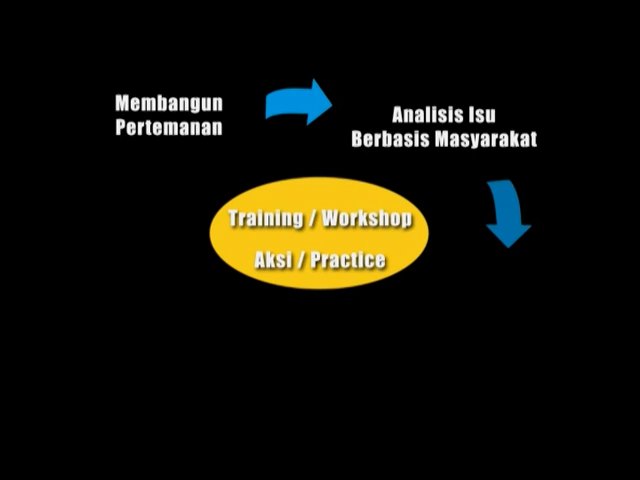 Membangun
Pertemanan
Analisis Isu
Berbasis Masyarakat
Training / Workshop
Aksi / Practice